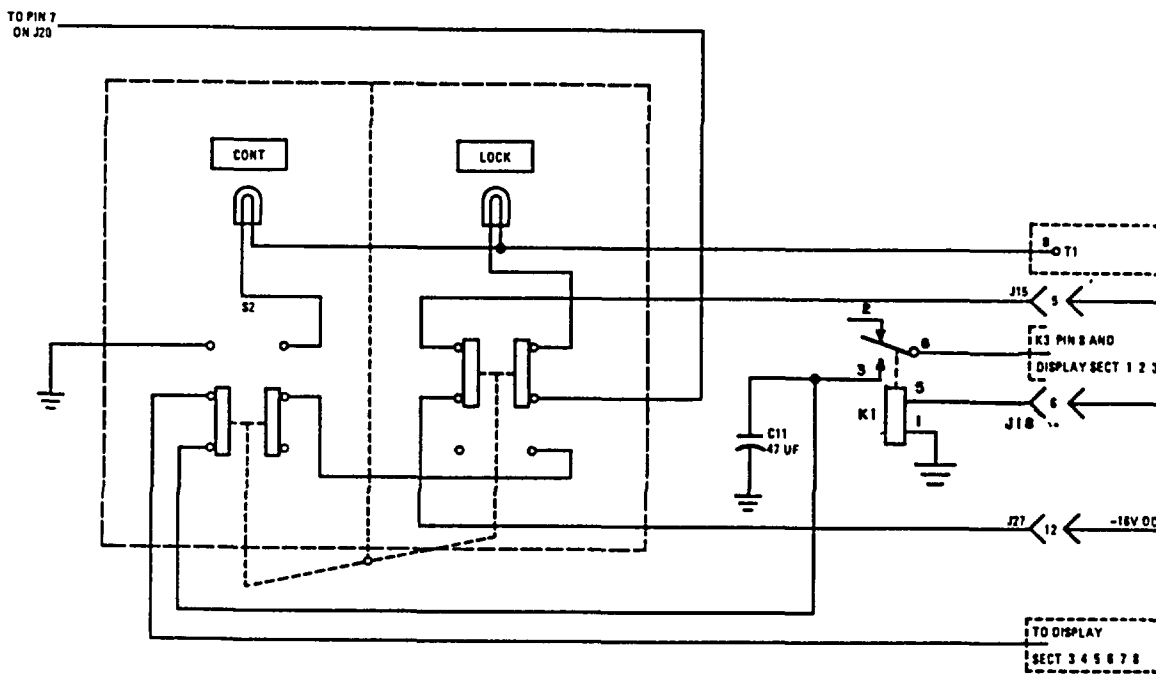 TO PIN 7
ON J20
CONT
LOCK
8
T1
S2
J15
5
2
6
K3 PIN 8 AND
DISPLAY SECT 1 2 3
3
5
6
K1
1
J18
C11
47 UF
J27
12
-16V DC
TO DISPLAY
SECT 3 4 5 6 7 8